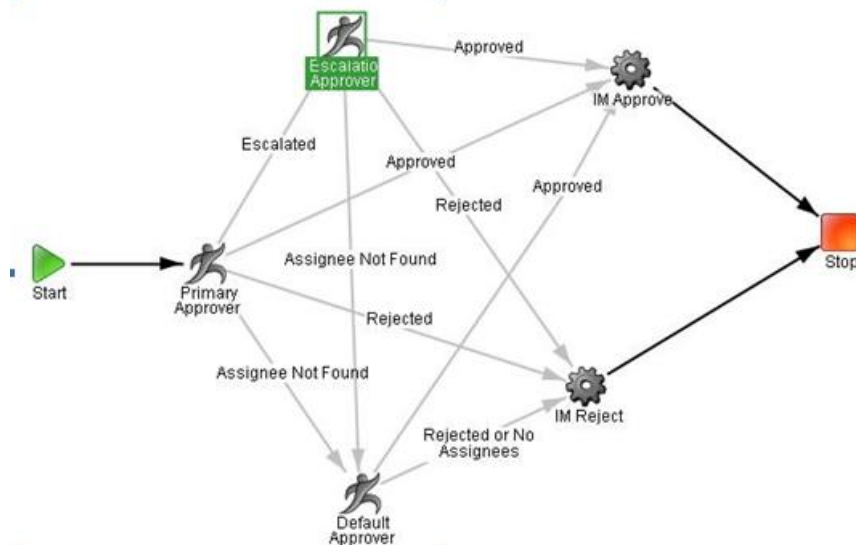 Escalatio
Approver
Approved
IM Approve
Escalated
Approved
Approved
Rejected
Assignee Not Found
Stop
Start
Primary
Approver
Rejected
Assignee Not Found
IM Reject
Rejected or No
Assignees
Default
Approver